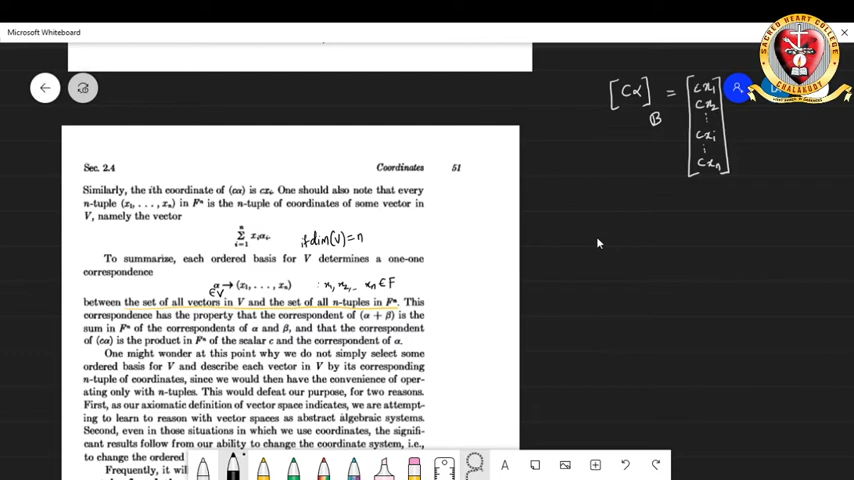 Microsoft Whiteboard
SACRED HEART COLLEGE
CHALAKUDY
[cα]B = [cx1 cx2 ⋮ cxi ⋮ cxn]
Sec. 2.4 Coordinates 51
Similarly, the ith coordinate of (cα) is cxi. One should also note that every
n-tuple (x1, . . . , xn) in Fⁿ is the n-tuple of coordinates of some vector in
V, namely the vector
n Σ i=1 xiαi. if dim(V) = n
To summarize, each ordered basis for V determines a one-one
correspondence
α → (x1, . . . , xn) : x1, x2, .. xn ∈ F
∈V
between the set of all vectors in V and the set of all n-tuples in Fⁿ. This
correspondence has the property that the correspondent of (α + β) is the
sum in Fⁿ of the correspondents of α and β, and that the correspondent
of (cα) is the product in Fⁿ of the scalar c and the correspondent of α.
One might wonder at this point why we do not simply select some
ordered basis for V and describe each vector in V by its corresponding
n-tuple of coordinates, since we would then have the convenience of oper-
ating only with n-tuples. This would defeat our purpose, for two reasons.
First, as our axiomatic definition of vector space indicates, we are attempt-
ing to learn to reason with vector spaces as abstract algebraic systems.
Second, even in those situations in which we use coordinates, the signifi-
cant results follow from our ability to change the coordinate system, i.e.,
to change the ordered
Frequently, it will